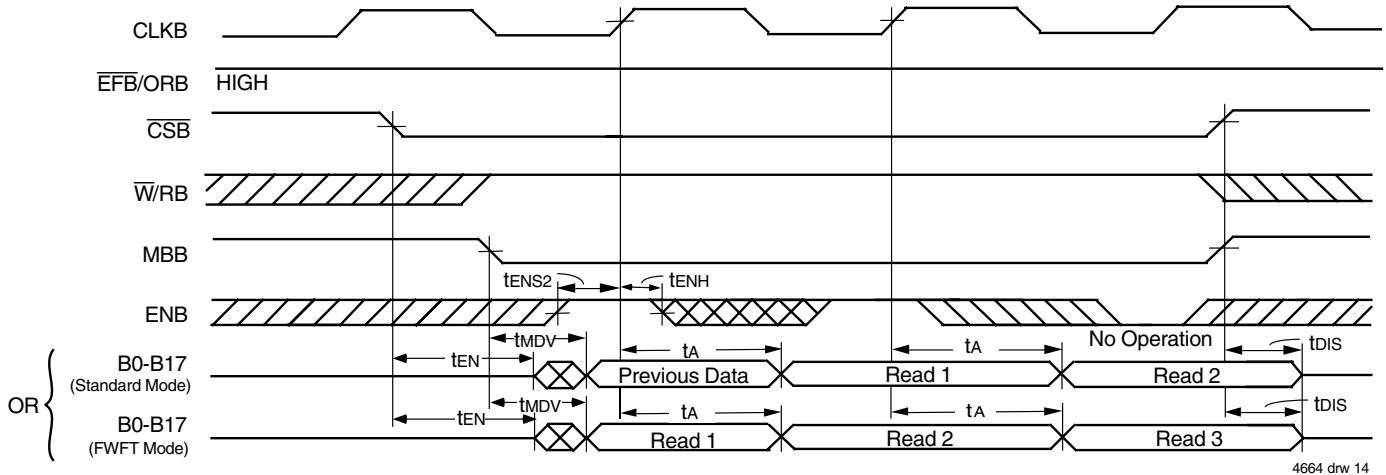 CLKB
EFB/ORB HIGH
CSB
W/RB
MBB
tENS2 tENH
ENB
No Operation
tMDV
tEN tA tA tDIS
B0-B17
(Standard Mode)
Previous Data Read 1 Read 2
OR
tMDV
tEN tA tA tDIS
B0-B17
(FWFT Mode)
Read 1 Read 2 Read 3
4664 drw 14